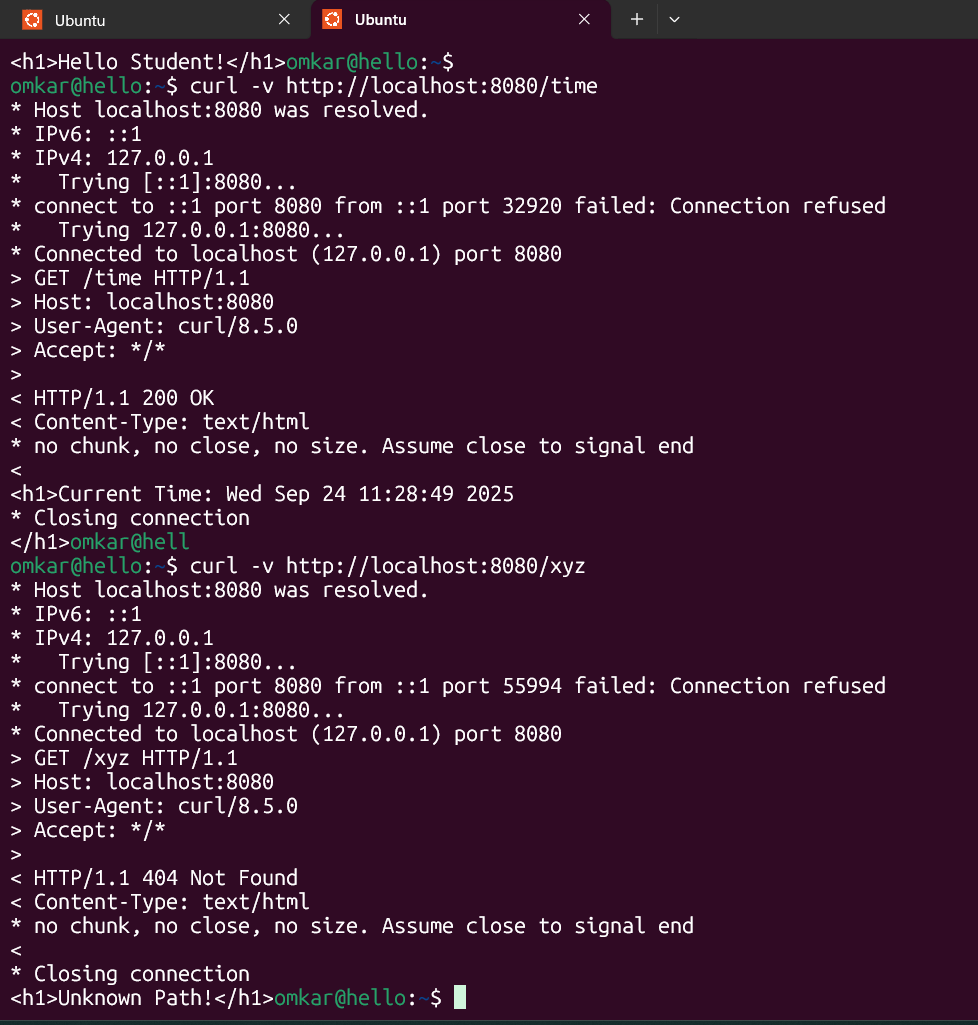 Ubuntu
Ubuntu
<h1>Hello Student!</h1>omkar@hello:~$
omkar@hello:~$ curl -v http://localhost:8080/time
* Host localhost:8080 was resolved.
* IPv6: ::1
* IPv4: 127.0.0.1
*   Trying [::1]:8080...
* connect to ::1 port 8080 from ::1 port 32920 failed: Connection refused
*   Trying 127.0.0.1:8080...
* Connected to localhost (127.0.0.1) port 8080
> GET /time HTTP/1.1
> Host: localhost:8080
> User-Agent: curl/8.5.0
> Accept: */*
>
< HTTP/1.1 200 OK
< Content-Type: text/html
* no chunk, no close, no size. Assume close to signal end
<
<h1>Current Time: Wed Sep 24 11:28:49 2025
* Closing connection
</h1>omkar@hell
omkar@hello:~$ curl -v http://localhost:8080/xyz
* Host localhost:8080 was resolved.
* IPv6: ::1
* IPv4: 127.0.0.1
*   Trying [::1]:8080...
* connect to ::1 port 8080 from ::1 port 55994 failed: Connection refused
*   Trying 127.0.0.1:8080...
* Connected to localhost (127.0.0.1) port 8080
> GET /xyz HTTP/1.1
> Host: localhost:8080
> User-Agent: curl/8.5.0
> Accept: */*
>
< HTTP/1.1 404 Not Found
< Content-Type: text/html
* no chunk, no close, no size. Assume close to signal end
<
* Closing connection
<h1>Unknown Path!</h1>omkar@hello:~$